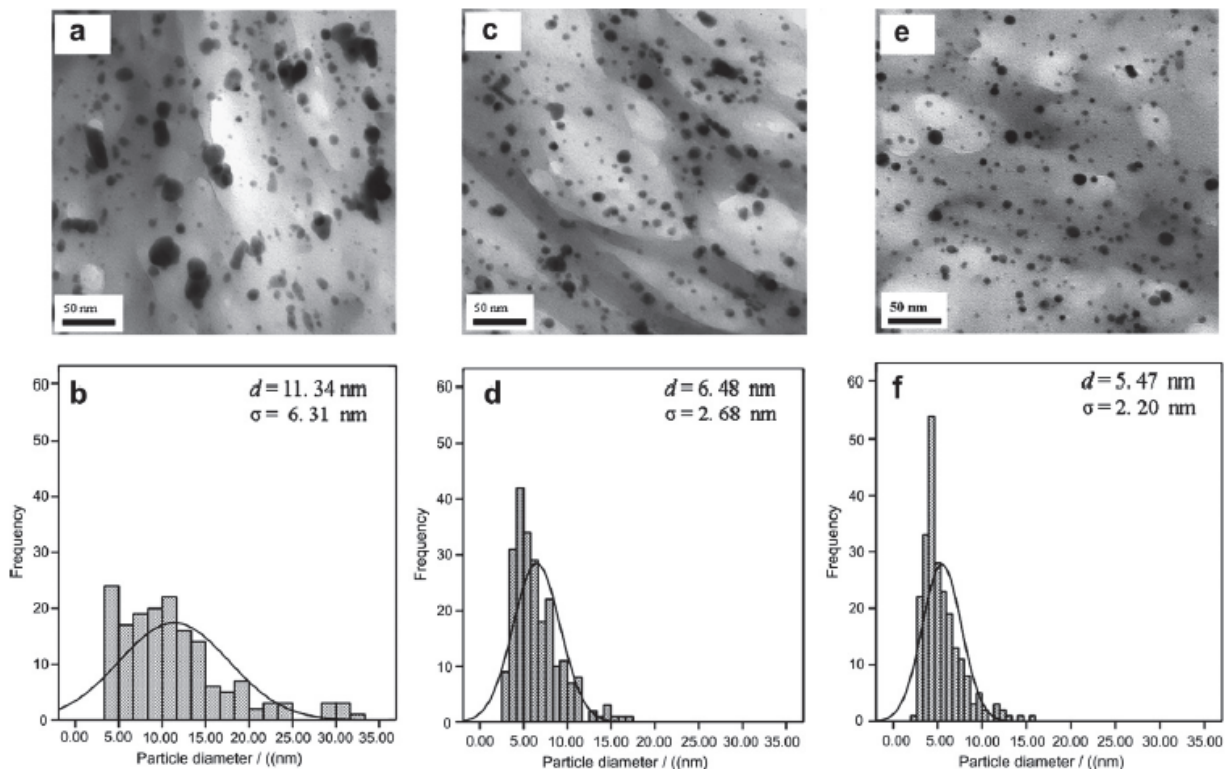 a
c
e
50 nm
50 nm
50 nm
b
d = 11. 34 nm
σ = 6. 31 nm
60
50
40
30
20
10
0
Frequency
0.00 5.00 10.00 15.00 20.00 25.00 30.00 35.00
Particle diameter / ((nm)
d
d = 6. 48 nm
σ = 2. 68 nm
60
50
40
30
20
10
0
Frequency
0.00 5.00 10.00 15.00 20.00 25.00 30.00 35.00
Particle diameter / ((nm)
f
d = 5. 47 nm
σ = 2. 20 nm
60
50
40
30
20
10
0
Frequency
0.00 5.00 10.00 15.00 20.00 25.00 30.00 35.00
Particle diameter / ((nm)